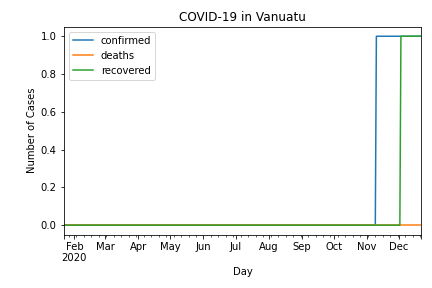 COVID-19 in Vanuatu
confirmed
deaths
recovered
1.0
0.8
0.6
0.4
0.2
0.0
Number of Cases
Feb Mar Apr May Jun Jul Aug Sep Oct Nov Dec
2020
Day